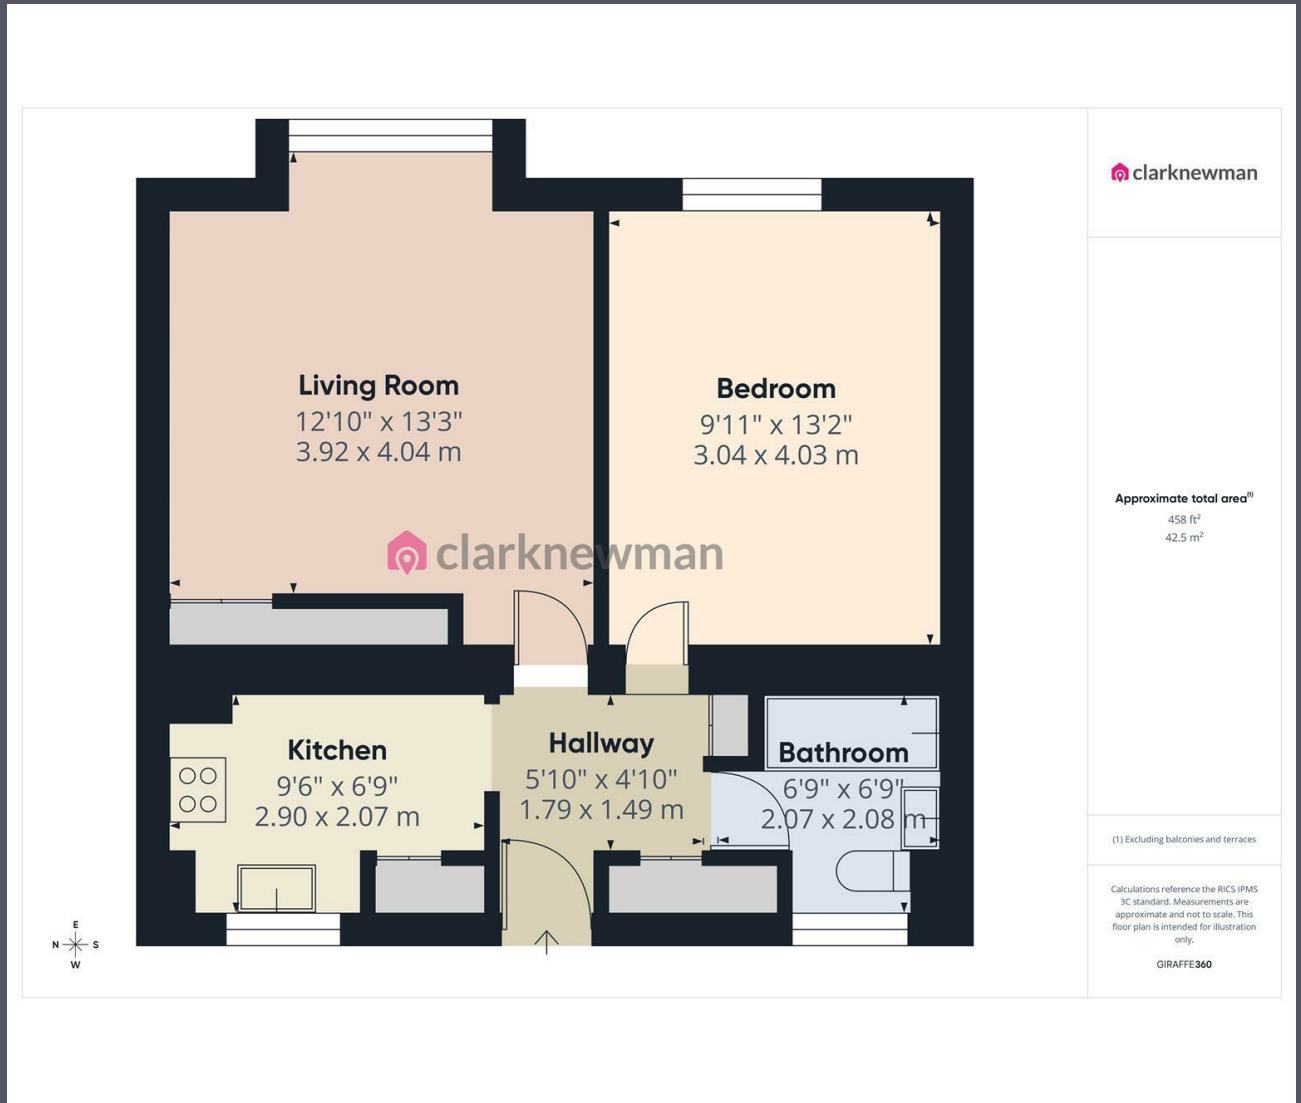 Living Room
12'10" x 13'3"
3.92 x 4.04 m
Bedroom
9'11" x 13'2"
3.04 x 4.03 m
clarknewman
Kitchen
9'6" x 6'9"
2.90 x 2.07 m
Hallway
5'10" x 4'10"
1.79 x 1.49 m
Bathroom
6'9" x 6'9"
2.07 x 2.08 m
E
N S
W
clarknewman
Approximate total area(1)
458 ft²
42.5 m²
(1) Excluding balconies and terraces
Calculations reference the RICS IPMS
3C standard. Measurements are
approximate and not to scale. This
floor plan is intended for illustration
only.
GIRAFFE360